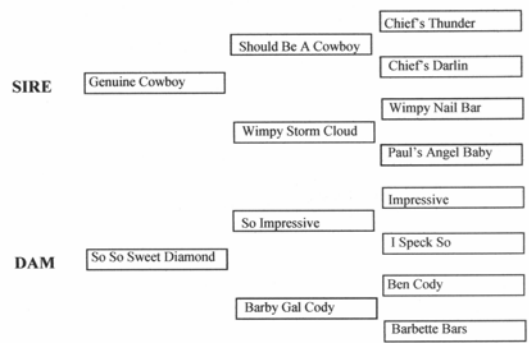 Chief's Thunder
Should Be A Cowboy
Chief's Darlin
SIRE
Genuine Cowboy
Wimpy Nail Bar
Wimpy Storm Cloud
Paul's Angel Baby
Impressive
So Impressive
I Speck So
DAM
So So Sweet Diamond
Ben Cody
Barby Gal Cody
Barbette Bars